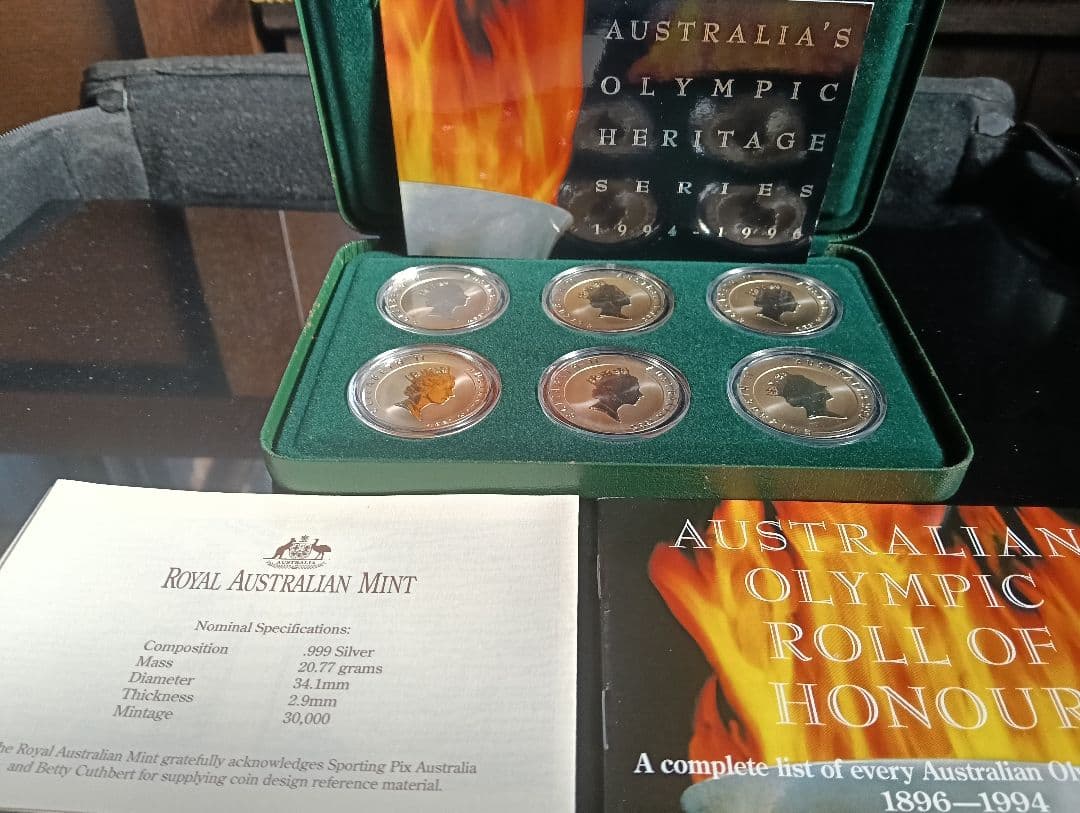 AUSTRALIA'S
OLYMPIC
HERITAGE
SERIES
1994-1996
AUSTRALIA
ROYAL AUSTRALIAN MINT
Nominal Specifications:
Composition .999 Silver
Mass 20.77 grams
Diameter 34.1mm
Thickness 2.9mm
Mintage 30,000
he Royal Australian Mint gratefully acknowledges Sporting Pix Australia
and Betty Cuthbert for supplying coin design reference material.
AUSTRALIAN
OLYMPIC
ROLL OF
HONOUR
A complete list of every Australian Ol
1896—1994